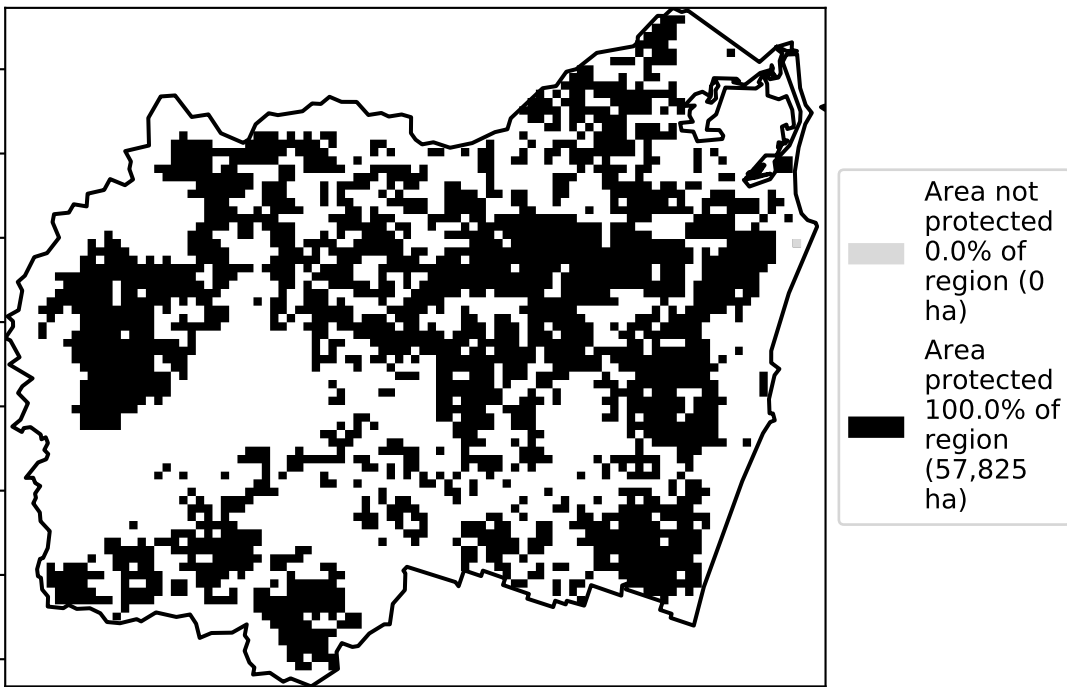 Area not
protected
0.0% of
region (0
ha)
Area
protected
100.0% of
region
(57,825
ha)